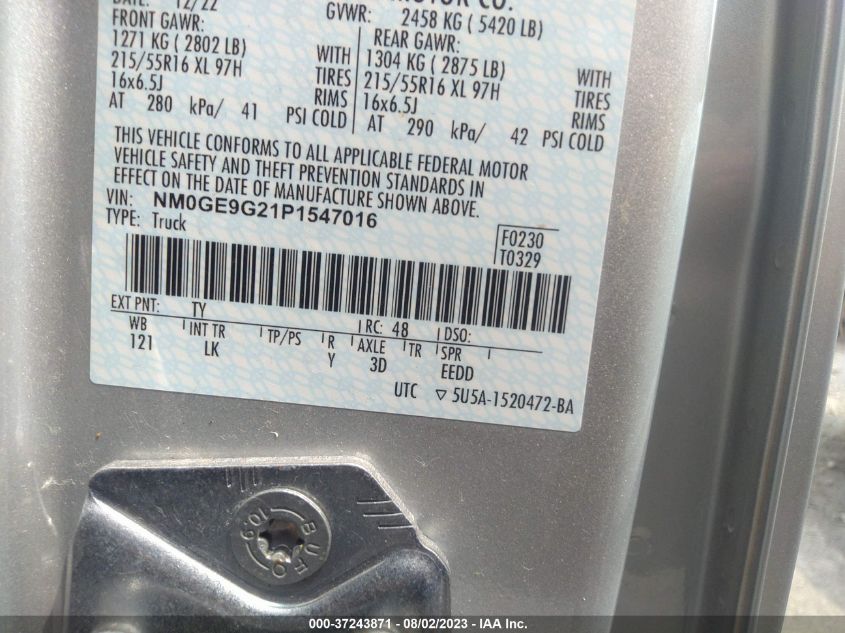 DATE: 12/22
MOTOR CO.
GVWR: 2458 KG ( 5420 LB)
FRONT GAWR:
1271 KG ( 2802 LB)
215/55R16 XL 97H
16x6.5J
AT 280 kPa/ 41
WITH
TIRES
RIMS
PSI COLD
REAR GAWR:
1304 KG ( 2875 LB)
215/55R16 XL 97H
16x6.5J
AT 290 kPa/ 42
WITH
TIRES
RIMS
PSI COLD
THIS VEHICLE CONFORMS TO ALL APPLICABLE FEDERAL MOTOR
VEHICLE SAFETY AND THEFT PREVENTION STANDARDS IN
EFFECT ON THE DATE OF MANUFACTURE SHOWN ABOVE.
VIN: NM0GE9G21P1547016
TYPE: Truck
F0230
T0329
EXT PNT: TY RC: 48 DSO:
WB INT TR TP/PS R AXLE TR SPR
121 LK Y 3D EEDD
UTC ▽ 5U5A-1520472-BA
BUFO
10.9
000-37243871 - 08/02/2023 - IAA Inc.